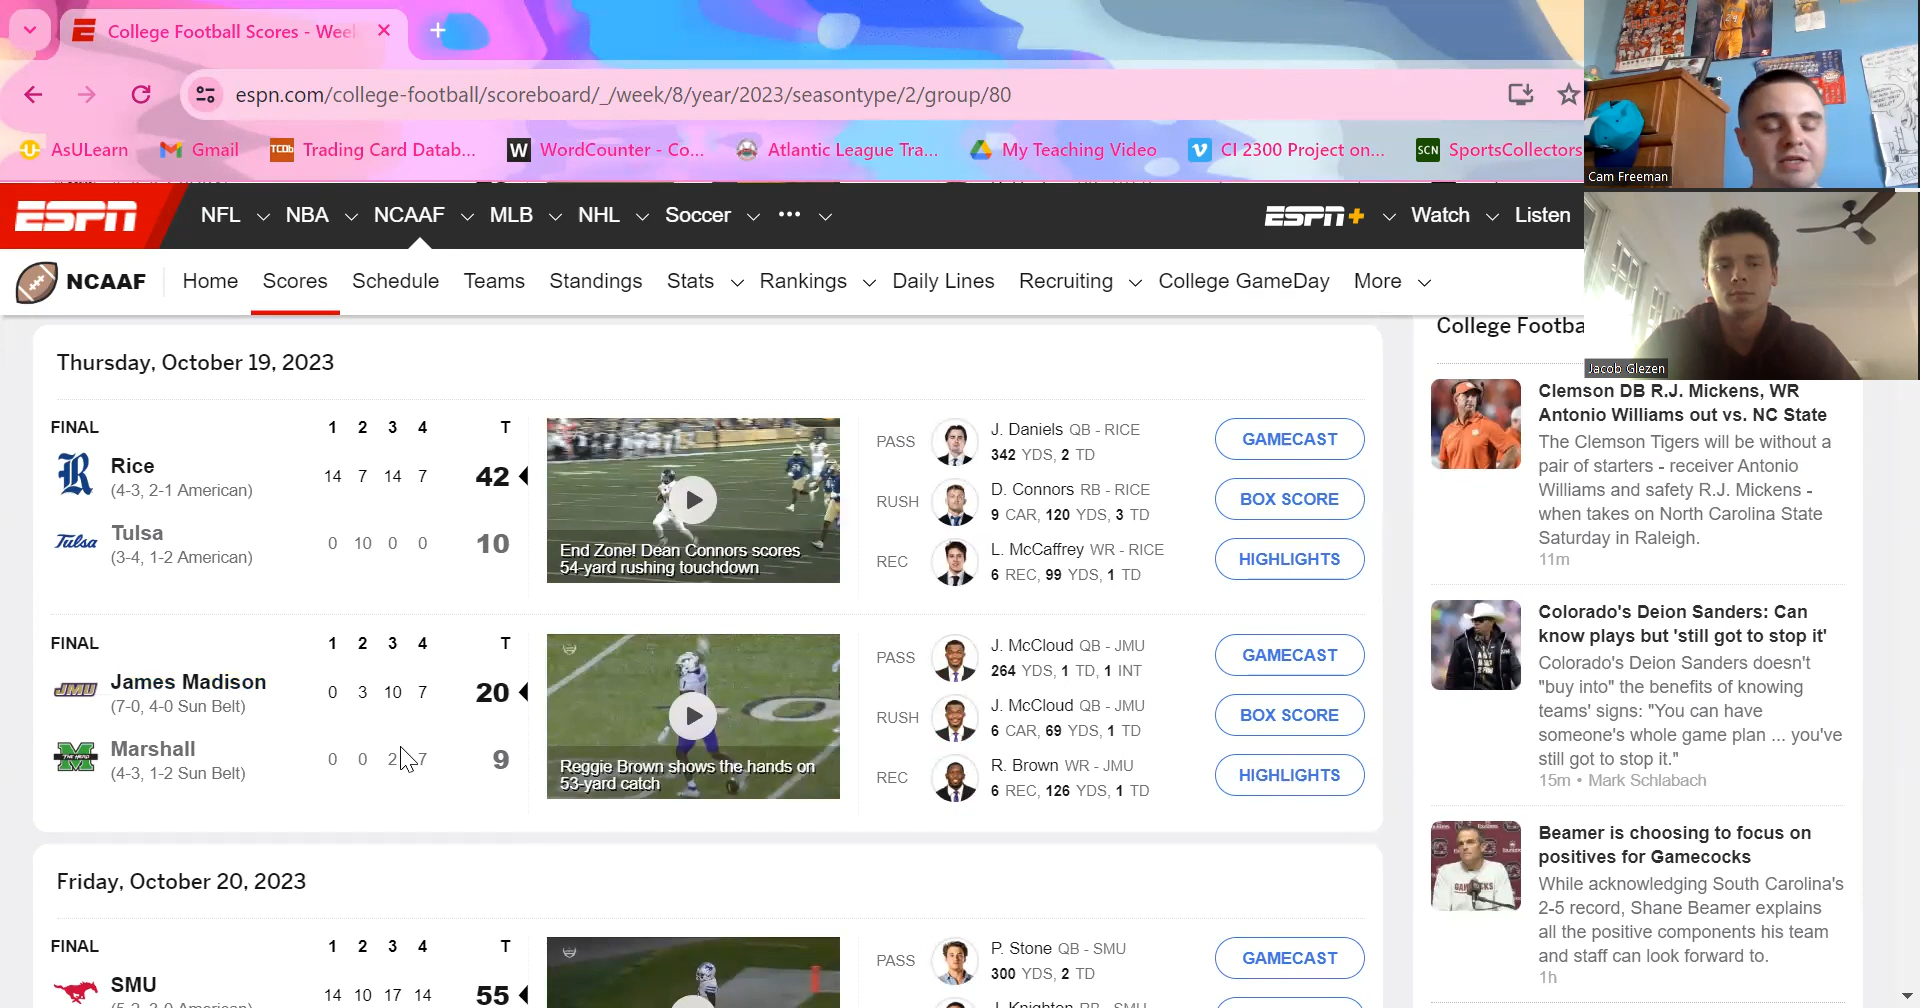 College Football Scores - Week
espn.com/college-football/scoreboard/_/week/8/year/2023/seasontype/2/group/80
AsULearn Gmail TCDb Trading Card Datab... W WordCounter - Co... Atlantic League Tra... My Teaching Video CI 2300 Project on... SCN SportsCollectors
Cam Freeman
ESPN NFL NBA NCAAF MLB NHL Soccer ••• ESPN+ Watch Listen
NCAAF Home Scores Schedule Teams Standings Stats Rankings Daily Lines Recruiting College GameDay More
Jacob Glezen
Thursday, October 19, 2023
FINAL 1 2 3 4 T
R Rice 14 7 14 7 42
(4-3, 2-1 American)
Tulsa Tulsa 0 10 0 0 10
(3-4, 1-2 American)
End Zone! Dean Connors scores
54-yard rushing touchdown
PASS J. Daniels QB - RICE
342 YDS, 2 TD
RUSH D. Connors RB - RICE
9 CAR, 120 YDS, 3 TD
REC L. McCaffrey WR - RICE
6 REC, 99 YDS, 1 TD
GAMECAST
BOX SCORE
HIGHLIGHTS
FINAL 1 2 3 4 T
JMU James Madison 0 3 10 7 20
(7-0, 4-0 Sun Belt)
M Marshall 0 0 2 7 9
(4-3, 1-2 Sun Belt)
Reggie Brown shows the hands on
53-yard catch
PASS J. McCloud QB - JMU
264 YDS, 1 TD, 1 INT
RUSH J. McCloud QB - JMU
6 CAR, 69 YDS, 1 TD
REC R. Brown WR - JMU
6 REC, 126 YDS, 1 TD
GAMECAST
BOX SCORE
HIGHLIGHTS
Friday, October 20, 2023
FINAL 1 2 3 4 T
SMU 14 10 17 14 55
PASS P. Stone QB - SMU
300 YDS, 2 TD
J. Knighton RB - SMU
GAMECAST
College Footba
Clemson DB R.J. Mickens, WR
Antonio Williams out vs. NC State
The Clemson Tigers will be without a
pair of starters - receiver Antonio
Williams and safety R.J. Mickens -
when takes on North Carolina State
Saturday in Raleigh.
11m
Colorado's Deion Sanders: Can
know plays but 'still got to stop it'
Colorado's Deion Sanders doesn't
"buy into" the benefits of knowing
teams' signs: "You can have
someone's whole game plan ... you've
still got to stop it."
15m • Mark Schlabach
Beamer is choosing to focus on
positives for Gamecocks
While acknowledging South Carolina's
2-5 record, Shane Beamer explains
all the positive components his team
and staff can look forward to.
1h